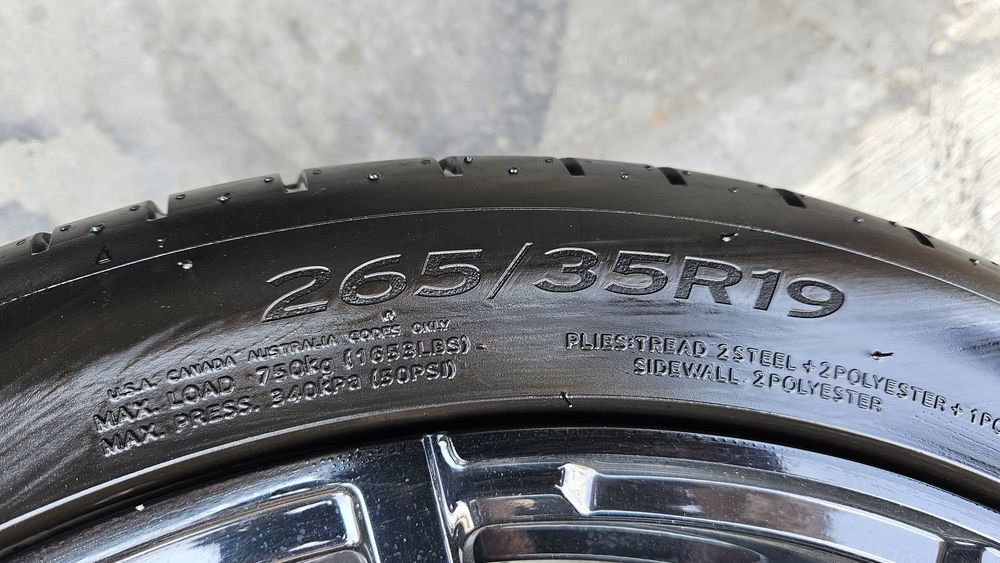 265/35R19
U.S.A. CANADA AUSTRALIA CODES ONLY
MAX. LOAD 750kg (1653LBS)
MAX. PRESS. 340kPa (50PSI)
PLIES:TREAD 2 STEEL + 2 POLYESTER + 1
SIDEWALL. 2 POLYESTER